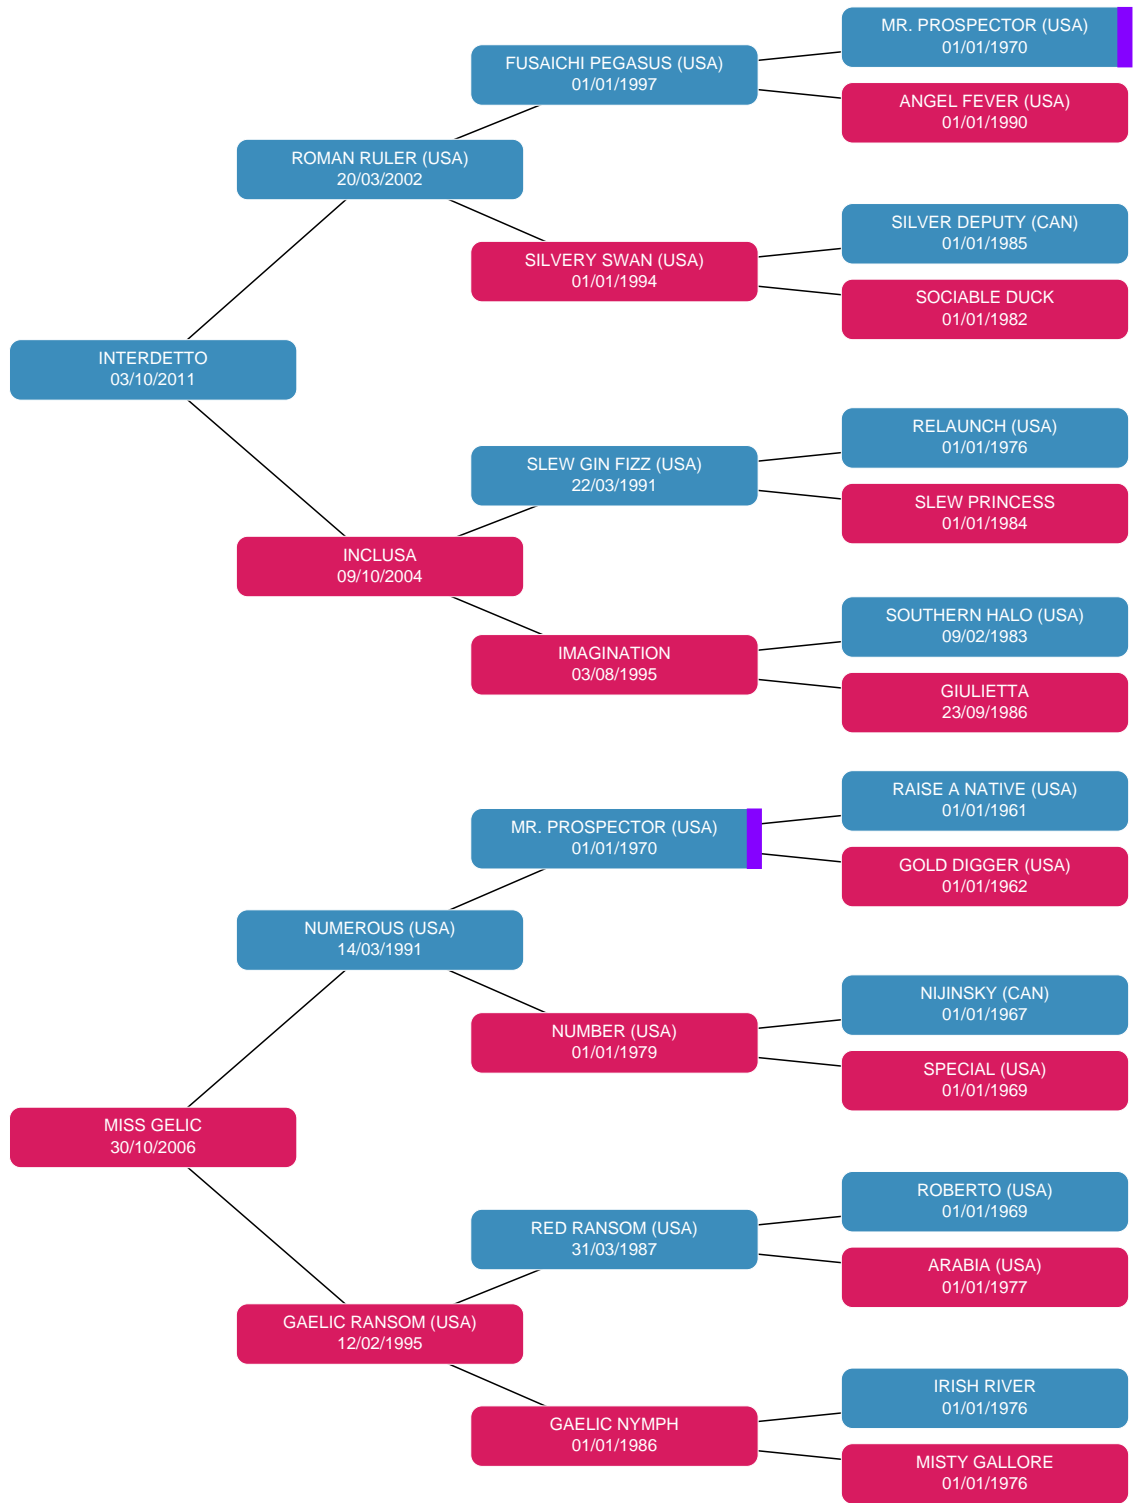 MR. PROSPECTOR (USA)
01/01/1970
FUSAICHI PEGASUS (USA)
01/01/1997
ANGEL FEVER (USA)
01/01/1990
ROMAN RULER (USA)
20/03/2002
SILVER DEPUTY (CAN)
01/01/1985
SILVERY SWAN (USA)
01/01/1994
SOCIABLE DUCK
01/01/1982
INTERDETTO
03/10/2011
RELAUNCH (USA)
01/01/1976
SLEW GIN FIZZ (USA)
22/03/1991
SLEW PRINCESS
01/01/1984
INCLUSA
09/10/2004
SOUTHERN HALO (USA)
09/02/1983
IMAGINATION
03/08/1995
GIULIETTA
23/09/1986
RAISE A NATIVE (USA)
01/01/1961
MR. PROSPECTOR (USA)
01/01/1970
GOLD DIGGER (USA)
01/01/1962
NUMEROUS (USA)
14/03/1991
NIJINSKY (CAN)
01/01/1967
NUMBER (USA)
01/01/1979
SPECIAL (USA)
01/01/1969
MISS GELIC
30/10/2006
ROBERTO (USA)
01/01/1969
RED RANSOM (USA)
31/03/1987
ARABIA (USA)
01/01/1977
GAELIC RANSOM (USA)
12/02/1995
IRISH RIVER
01/01/1976
GAELIC NYMPH
01/01/1986
MISTY GALLORE
01/01/1976